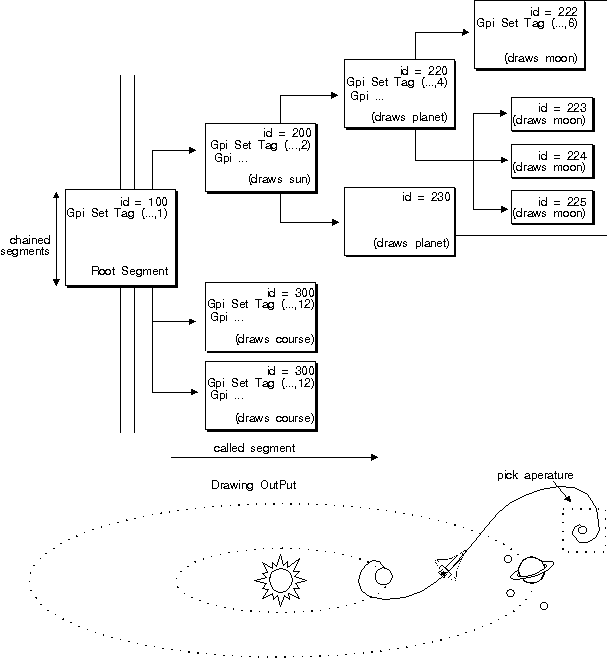 id = 222
Gpi Set Tag (...,6)
(draws moon)
id = 220
Gpi Set Tag (...,4)
Gpi ...
(draws planet)
id = 223
(draws moon)
id = 224
(draws moon)
id = 225
(draws moon)
id = 200
Gpi Set Tag (...,2)
Gpi ...
(draws sun)
id = 230
(draws planet)
id = 100
Gpi Set Tag (...,1)
Root Segment
chained
segments
id = 300
Gpi Set Tag (...,12)
Gpi ...
(draws course)
id = 300
Gpi Set Tag (...,12)
Gpi ...
(draws course)
called segment
Drawing OutPut
pick aperature